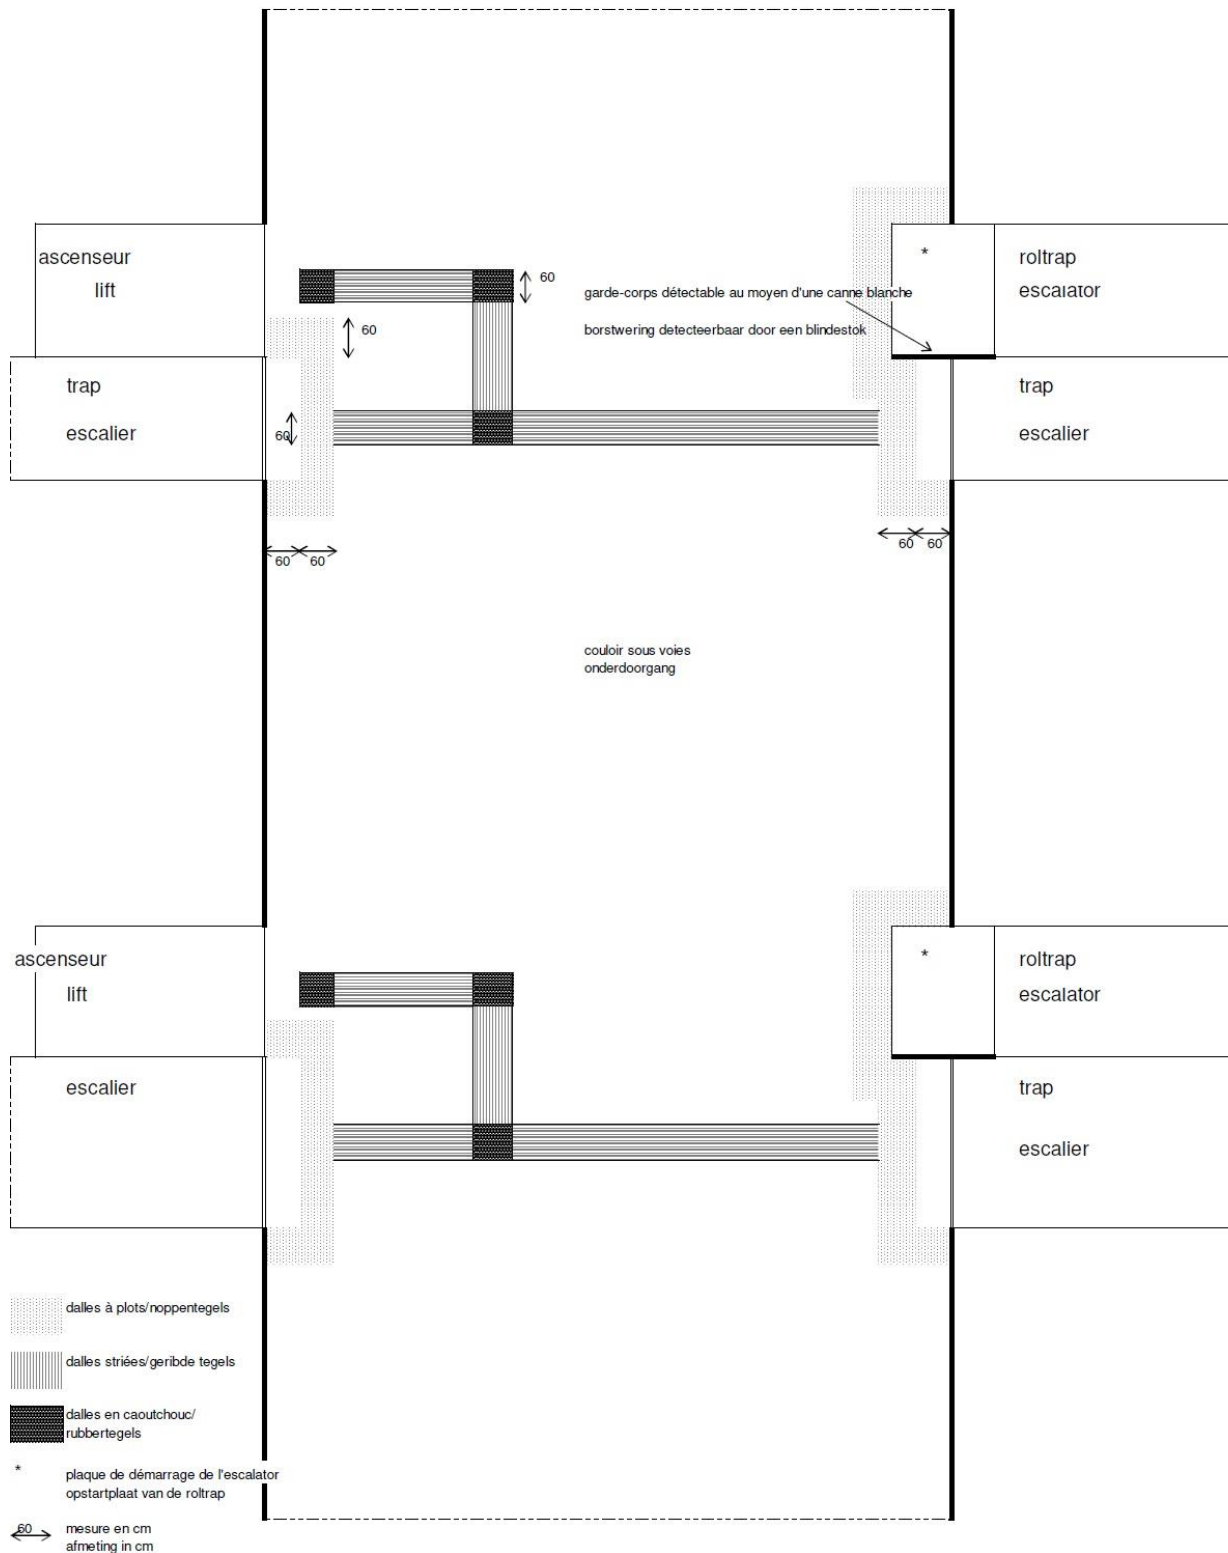 ascenseur
lift
60
60
garde-corps détectable au moyen d'une canne blanche
borstwering detecteerbaar door een blindestok
*
roltrap
escalator
trap
escalier
60
trap
escalier
60 60
60 60
couloir sous voies
onderdoorgang
ascenseur
lift
*
roltrap
escalator
escalier
trap
escalier
dalles à plots/noppentegels
dalles striées/geribde tegels
dalles en caoutchouc/
rubbertegels
* plaque de démarrage de l'escalator
opstartplaat van de roltrap
60 mesure en cm
afmeting in cm